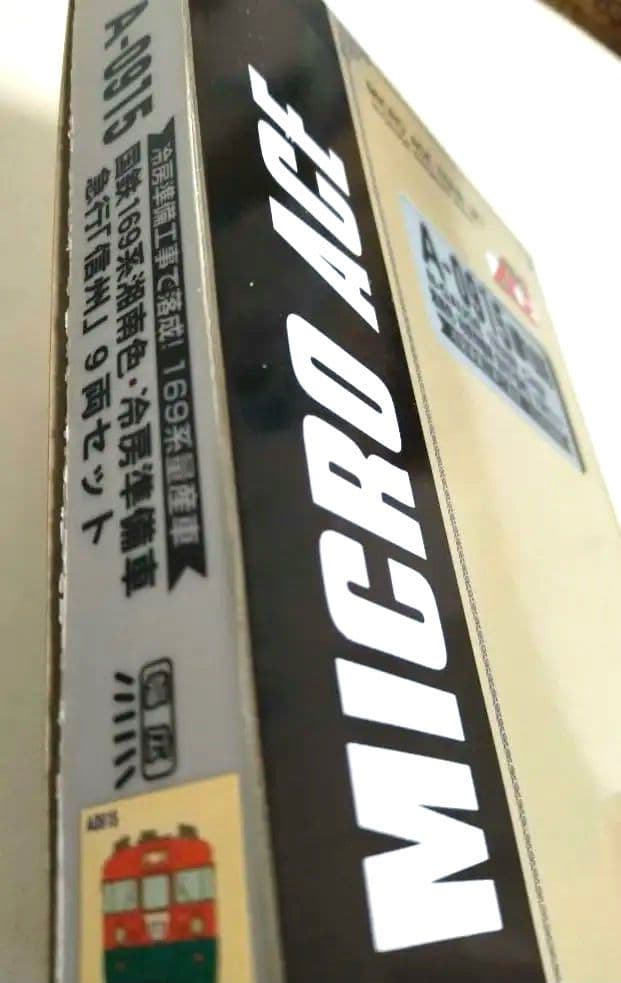 A-0915
冷房準備工事で落成! 169系量産車
国鉄169系湘南色・冷房準備車
急行「信州」9両セット
A0915
MICRO ACE
A-0915